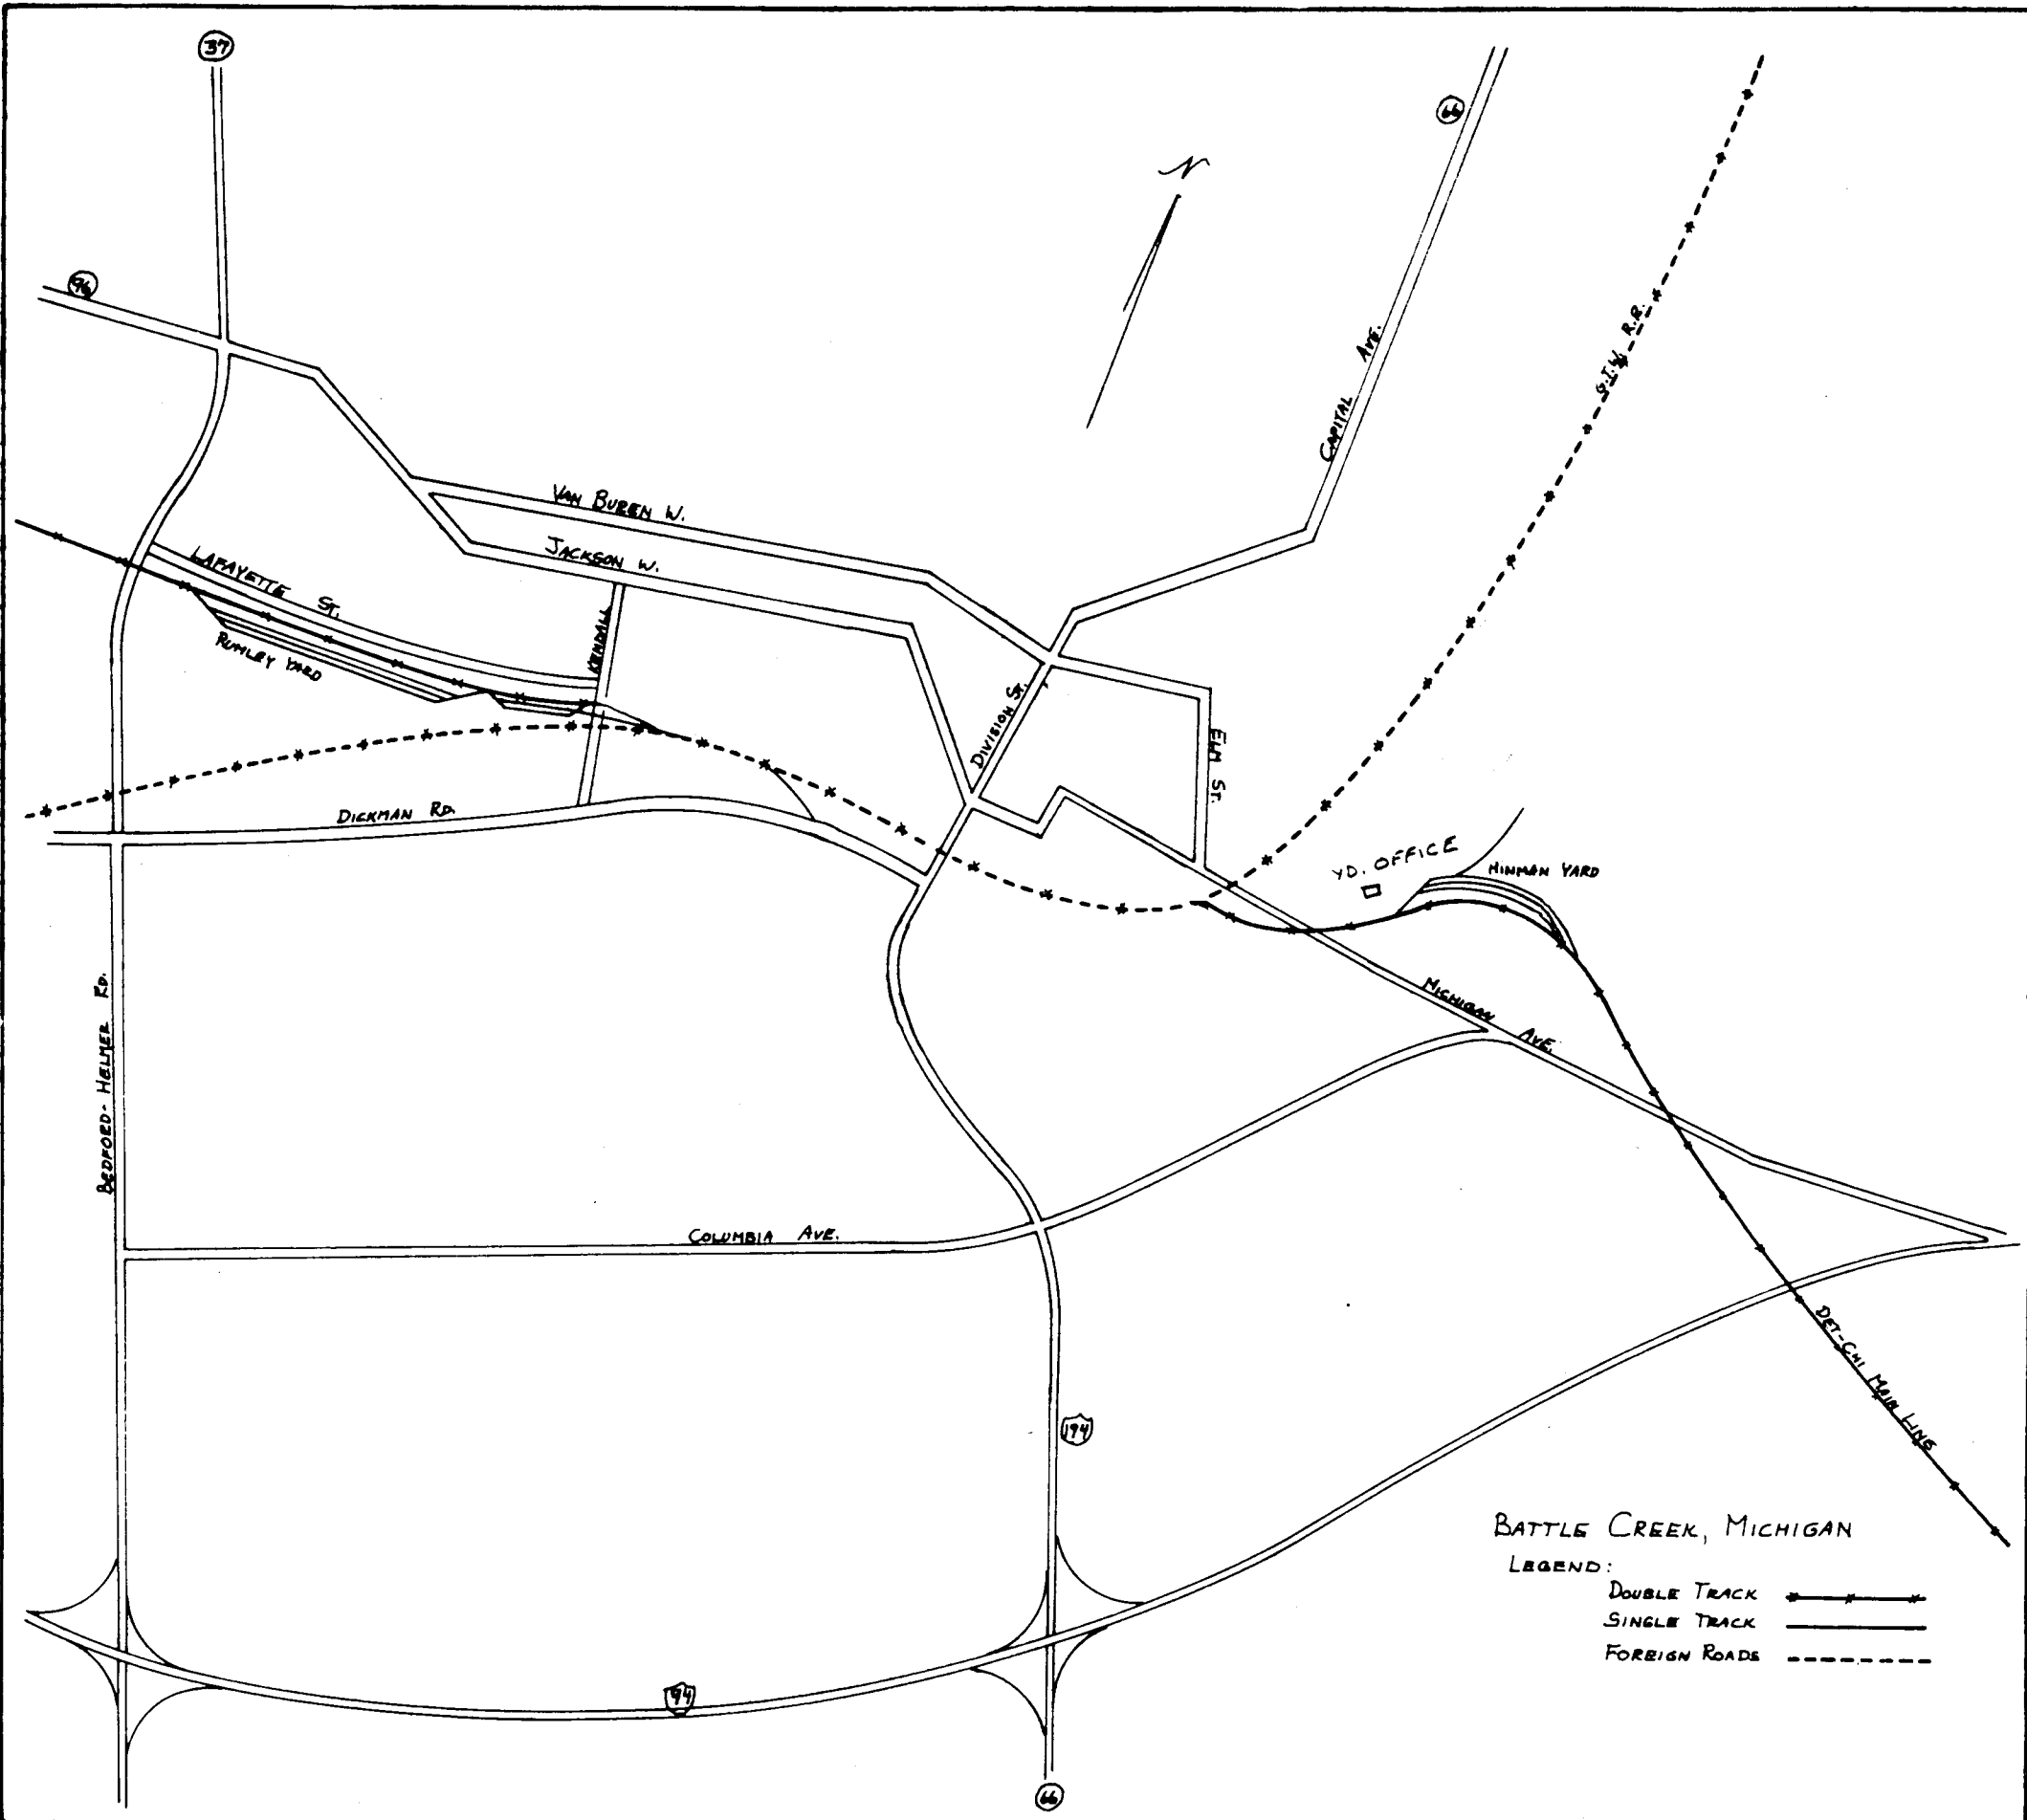 37
N
66
96
G.T.W. R.R.
CAPITAL AVE.
VAN BUREN W.
JACKSON W.
LAFAYETTE ST.
KENDALL
RUMLEY YARD
DIVISION ST.
ELM ST.
DICKMAN RD.
YD. OFFICE
HINMAN YARD
MICHIGAN AVE.
BEDFORD-HELMER RD.
COLUMBIA AVE.
DET-CHI MAIN LINE
194
94
66
BATTLE CREEK, MICHIGAN
LEGEND:
DOUBLE TRACK
SINGLE TRACK
FOREIGN ROADS